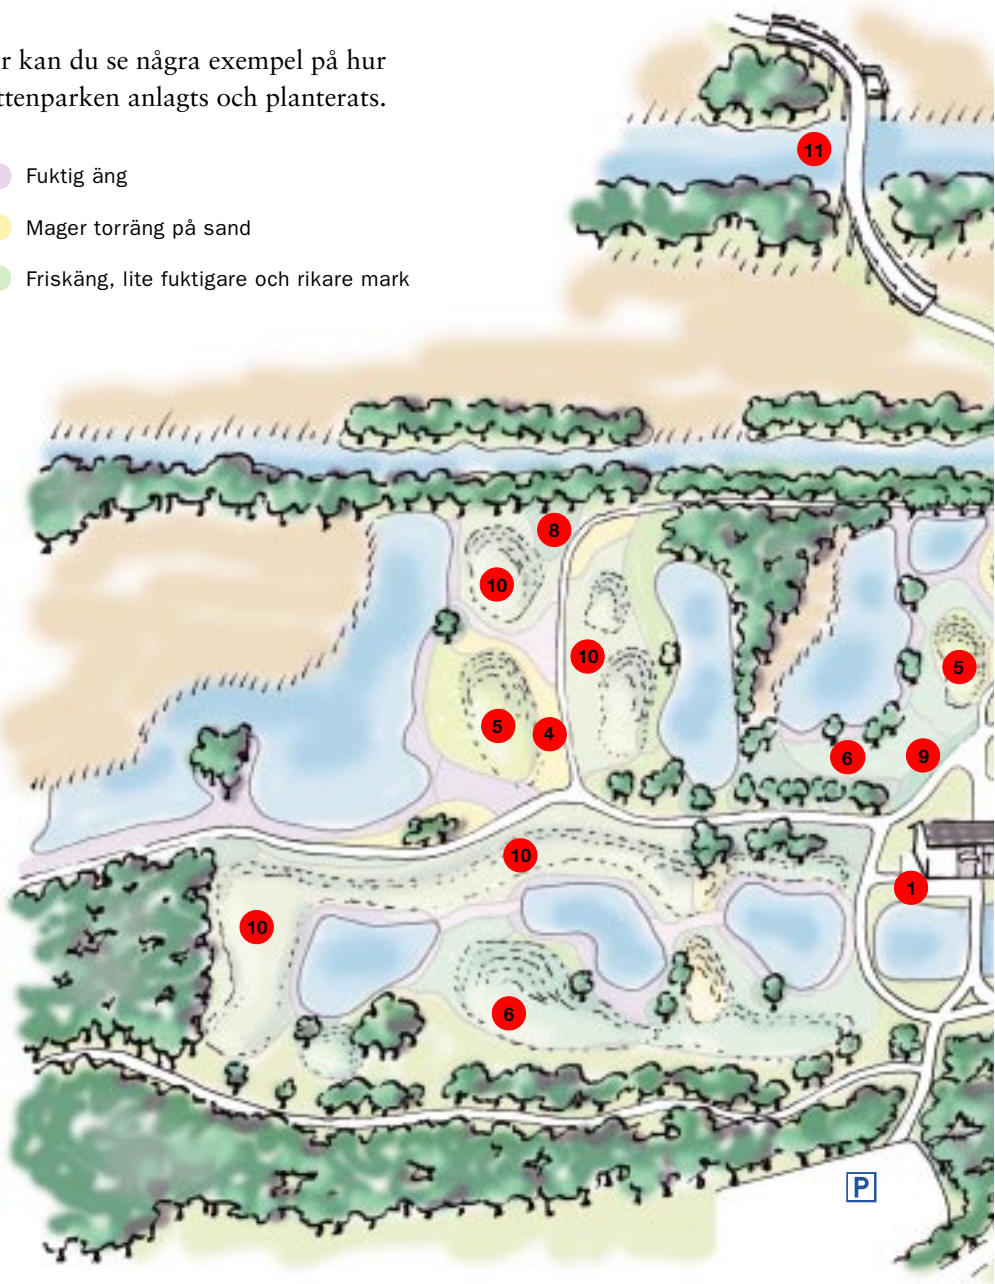 r kan du se några exempel på hur
ttenparken anlagts och planterats.
Fuktig äng
Mager torräng på sand
Friskäng, lite fuktigare och rikare mark
11
8
10
10
5
5
4
6
9
10
1
10
6
P